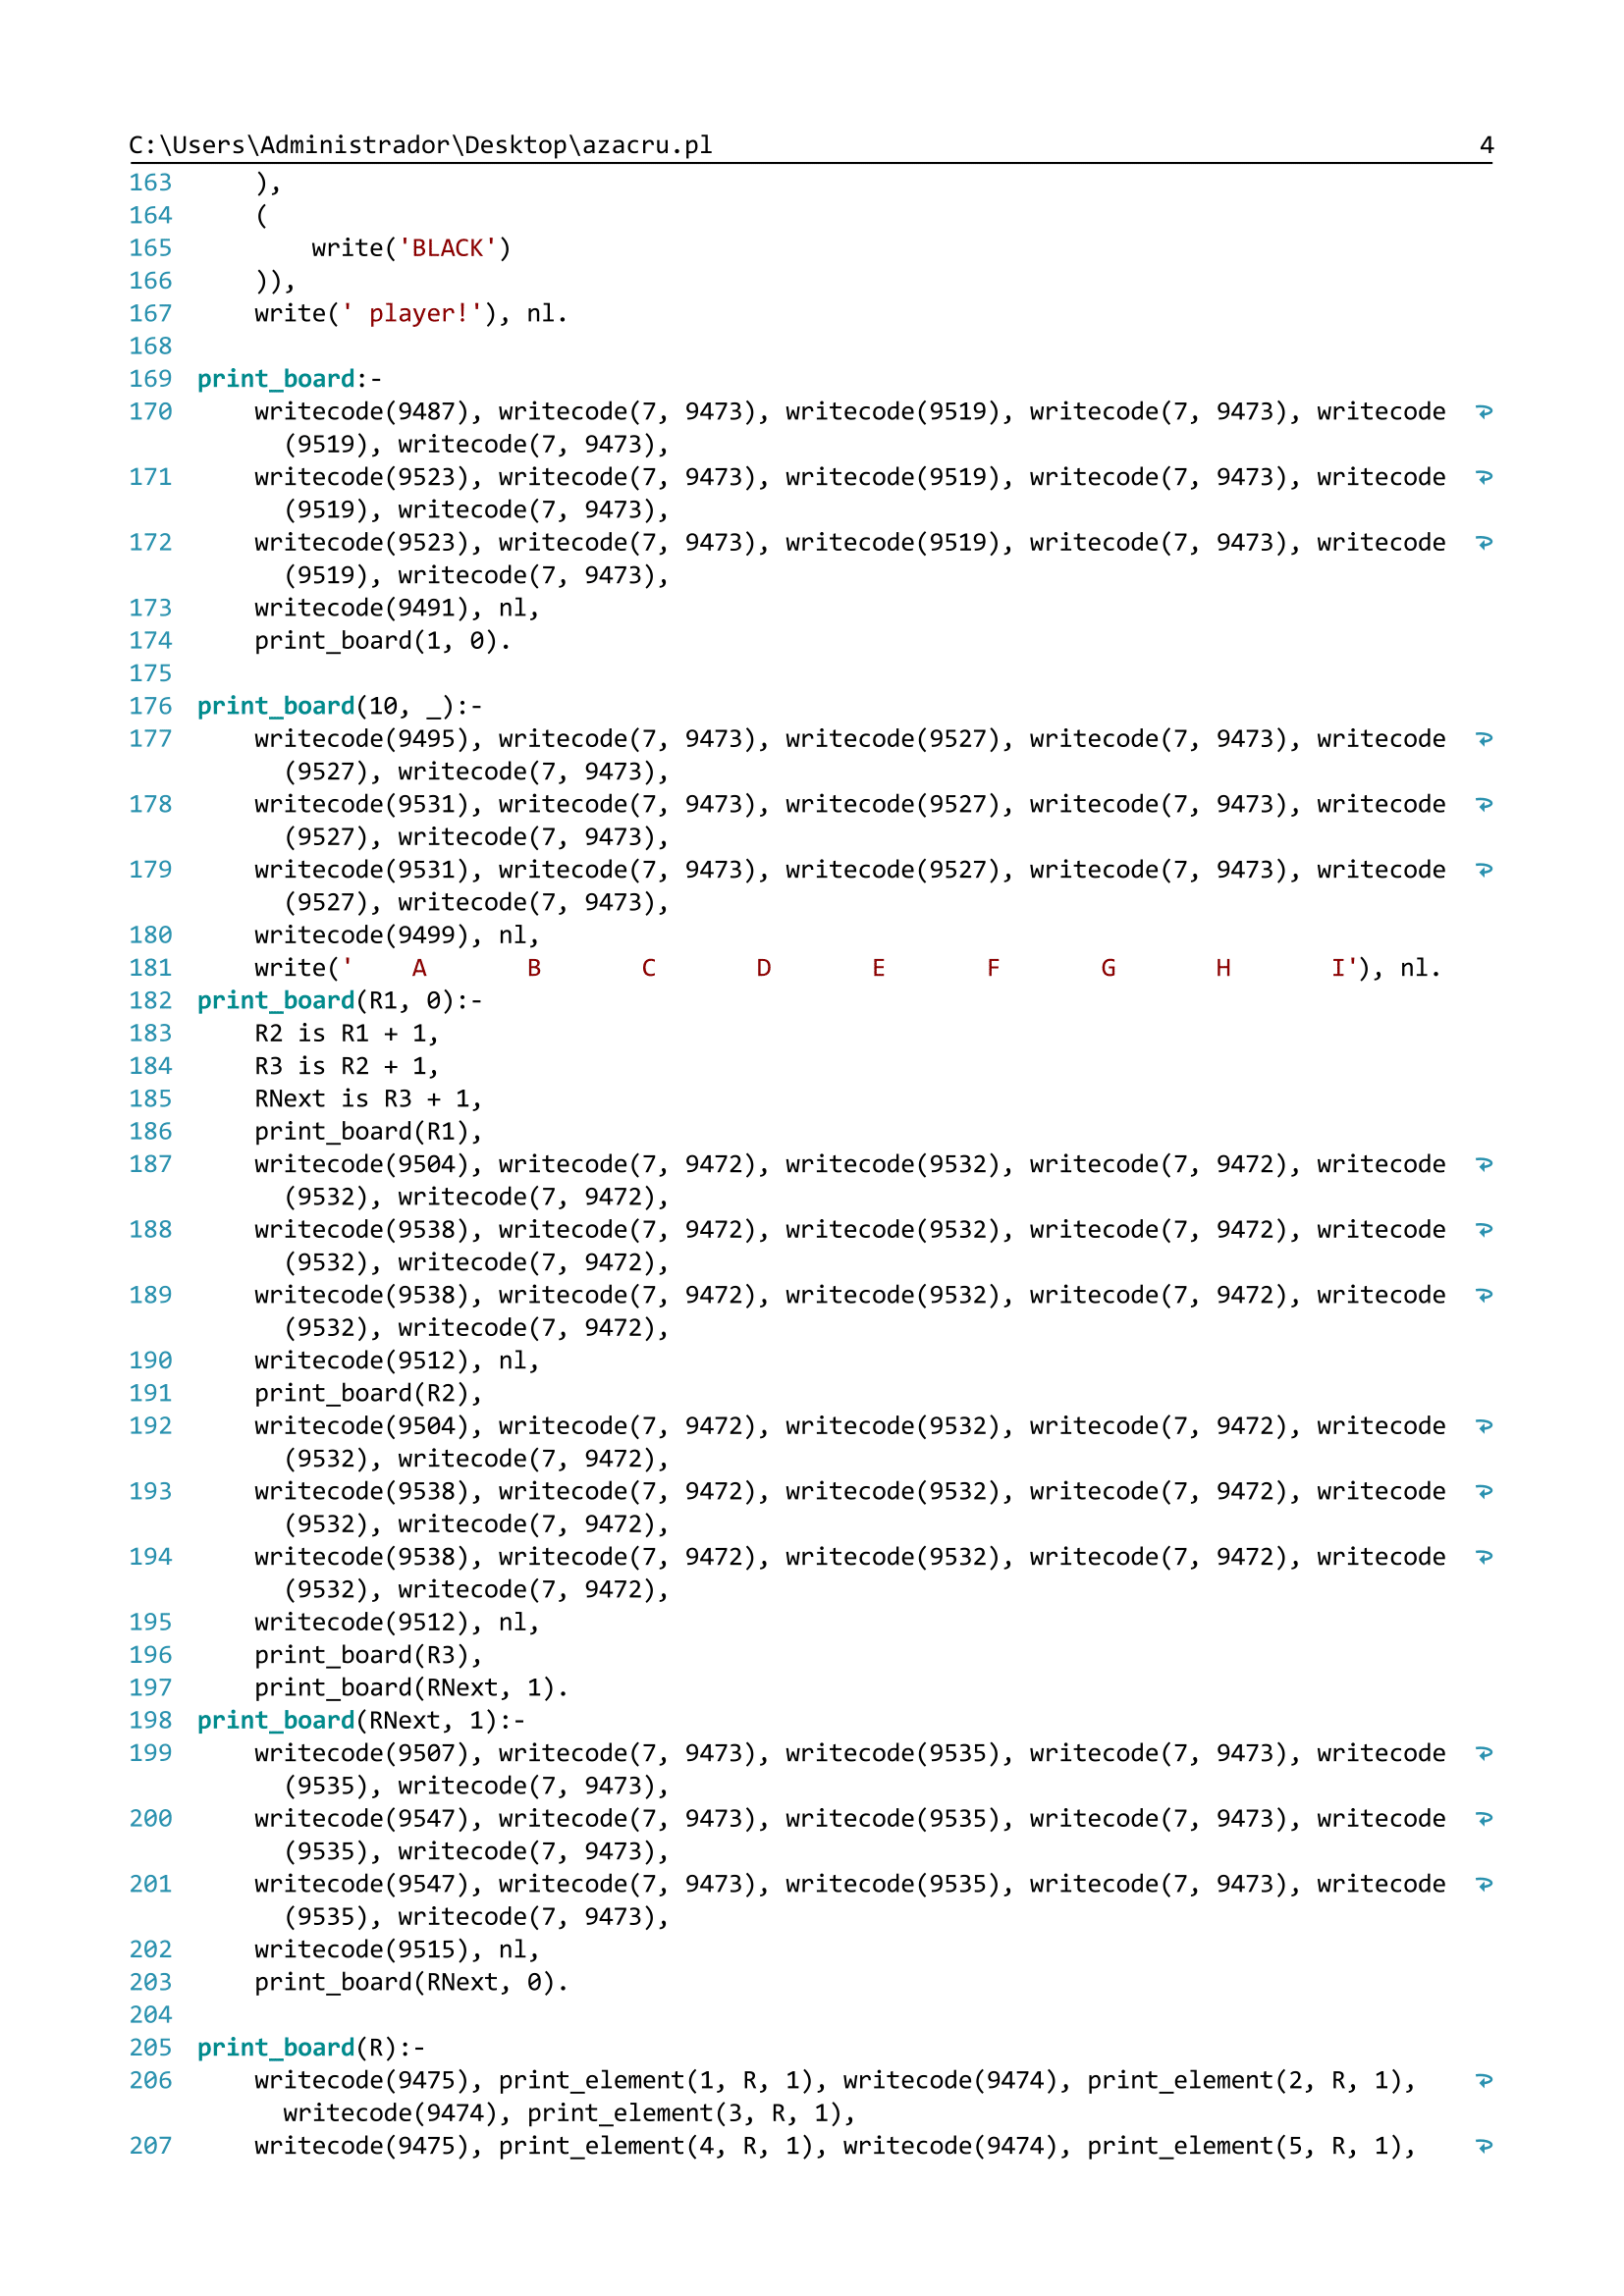 C:\Users\Administrador\Desktop\azacru.pl 4
163     ),
164     (
165         write('BLACK')
166     )),
167     write(' player!'), nl.
168
169 print_board:-
170     writecode(9487), writecode(7, 9473), writecode(9519), writecode(7, 9473), writecode
          (9519), writecode(7, 9473),
171     writecode(9523), writecode(7, 9473), writecode(9519), writecode(7, 9473), writecode
          (9519), writecode(7, 9473),
172     writecode(9523), writecode(7, 9473), writecode(9519), writecode(7, 9473), writecode
          (9519), writecode(7, 9473),
173     writecode(9491), nl,
174     print_board(1, 0).
175
176 print_board(10, _):-
177     writecode(9495), writecode(7, 9473), writecode(9527), writecode(7, 9473), writecode
          (9527), writecode(7, 9473),
178     writecode(9531), writecode(7, 9473), writecode(9527), writecode(7, 9473), writecode
          (9527), writecode(7, 9473),
179     writecode(9531), writecode(7, 9473), writecode(9527), writecode(7, 9473), writecode
          (9527), writecode(7, 9473),
180     writecode(9499), nl,
181     write('    A       B       C       D       E       F       G       H       I'), nl.
182 print_board(R1, 0):-
183     R2 is R1 + 1,
184     R3 is R2 + 1,
185     RNext is R3 + 1,
186     print_board(R1),
187     writecode(9504), writecode(7, 9472), writecode(9532), writecode(7, 9472), writecode
          (9532), writecode(7, 9472),
188     writecode(9538), writecode(7, 9472), writecode(9532), writecode(7, 9472), writecode
          (9532), writecode(7, 9472),
189     writecode(9538), writecode(7, 9472), writecode(9532), writecode(7, 9472), writecode
          (9532), writecode(7, 9472),
190     writecode(9512), nl,
191     print_board(R2),
192     writecode(9504), writecode(7, 9472), writecode(9532), writecode(7, 9472), writecode
          (9532), writecode(7, 9472),
193     writecode(9538), writecode(7, 9472), writecode(9532), writecode(7, 9472), writecode
          (9532), writecode(7, 9472),
194     writecode(9538), writecode(7, 9472), writecode(9532), writecode(7, 9472), writecode
          (9532), writecode(7, 9472),
195     writecode(9512), nl,
196     print_board(R3),
197     print_board(RNext, 1).
198 print_board(RNext, 1):-
199     writecode(9507), writecode(7, 9473), writecode(9535), writecode(7, 9473), writecode
          (9535), writecode(7, 9473),
200     writecode(9547), writecode(7, 9473), writecode(9535), writecode(7, 9473), writecode
          (9535), writecode(7, 9473),
201     writecode(9547), writecode(7, 9473), writecode(9535), writecode(7, 9473), writecode
          (9535), writecode(7, 9473),
202     writecode(9515), nl,
203     print_board(RNext, 0).
204
205 print_board(R):-
206     writecode(9475), print_element(1, R, 1), writecode(9474), print_element(2, R, 1),
          writecode(9474), print_element(3, R, 1),
207     writecode(9475), print_element(4, R, 1), writecode(9474), print_element(5, R, 1),